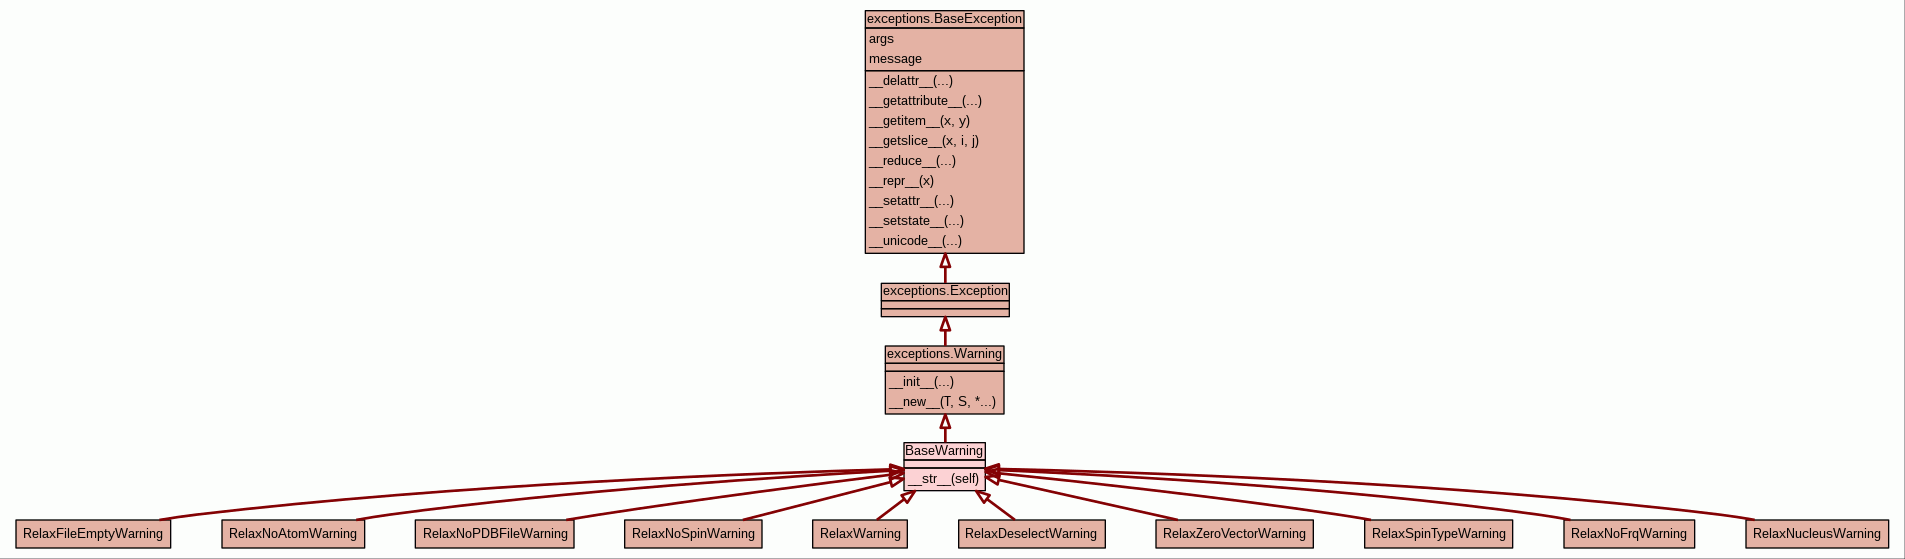 exceptions.BaseException
args
message
__delattr__(...)
__getattribute__(...)
__getitem__(x, y)
__getslice__(x, i, j)
__reduce__(...)
__repr__(x)
__setattr__(...)
__setstate__(...)
__unicode__(...)
exceptions.Exception
exceptions.Warning
__init__(...)
__new__(T, S, *...)
BaseWarning
__str__(self)
RelaxFileEmptyWarning
RelaxNoAtomWarning
RelaxNoPDBFileWarning
RelaxNoSpinWarning
RelaxWarning
RelaxDeselectWarning
RelaxZeroVectorWarning
RelaxSpinTypeWarning
RelaxNoFrqWarning
RelaxNucleusWarning